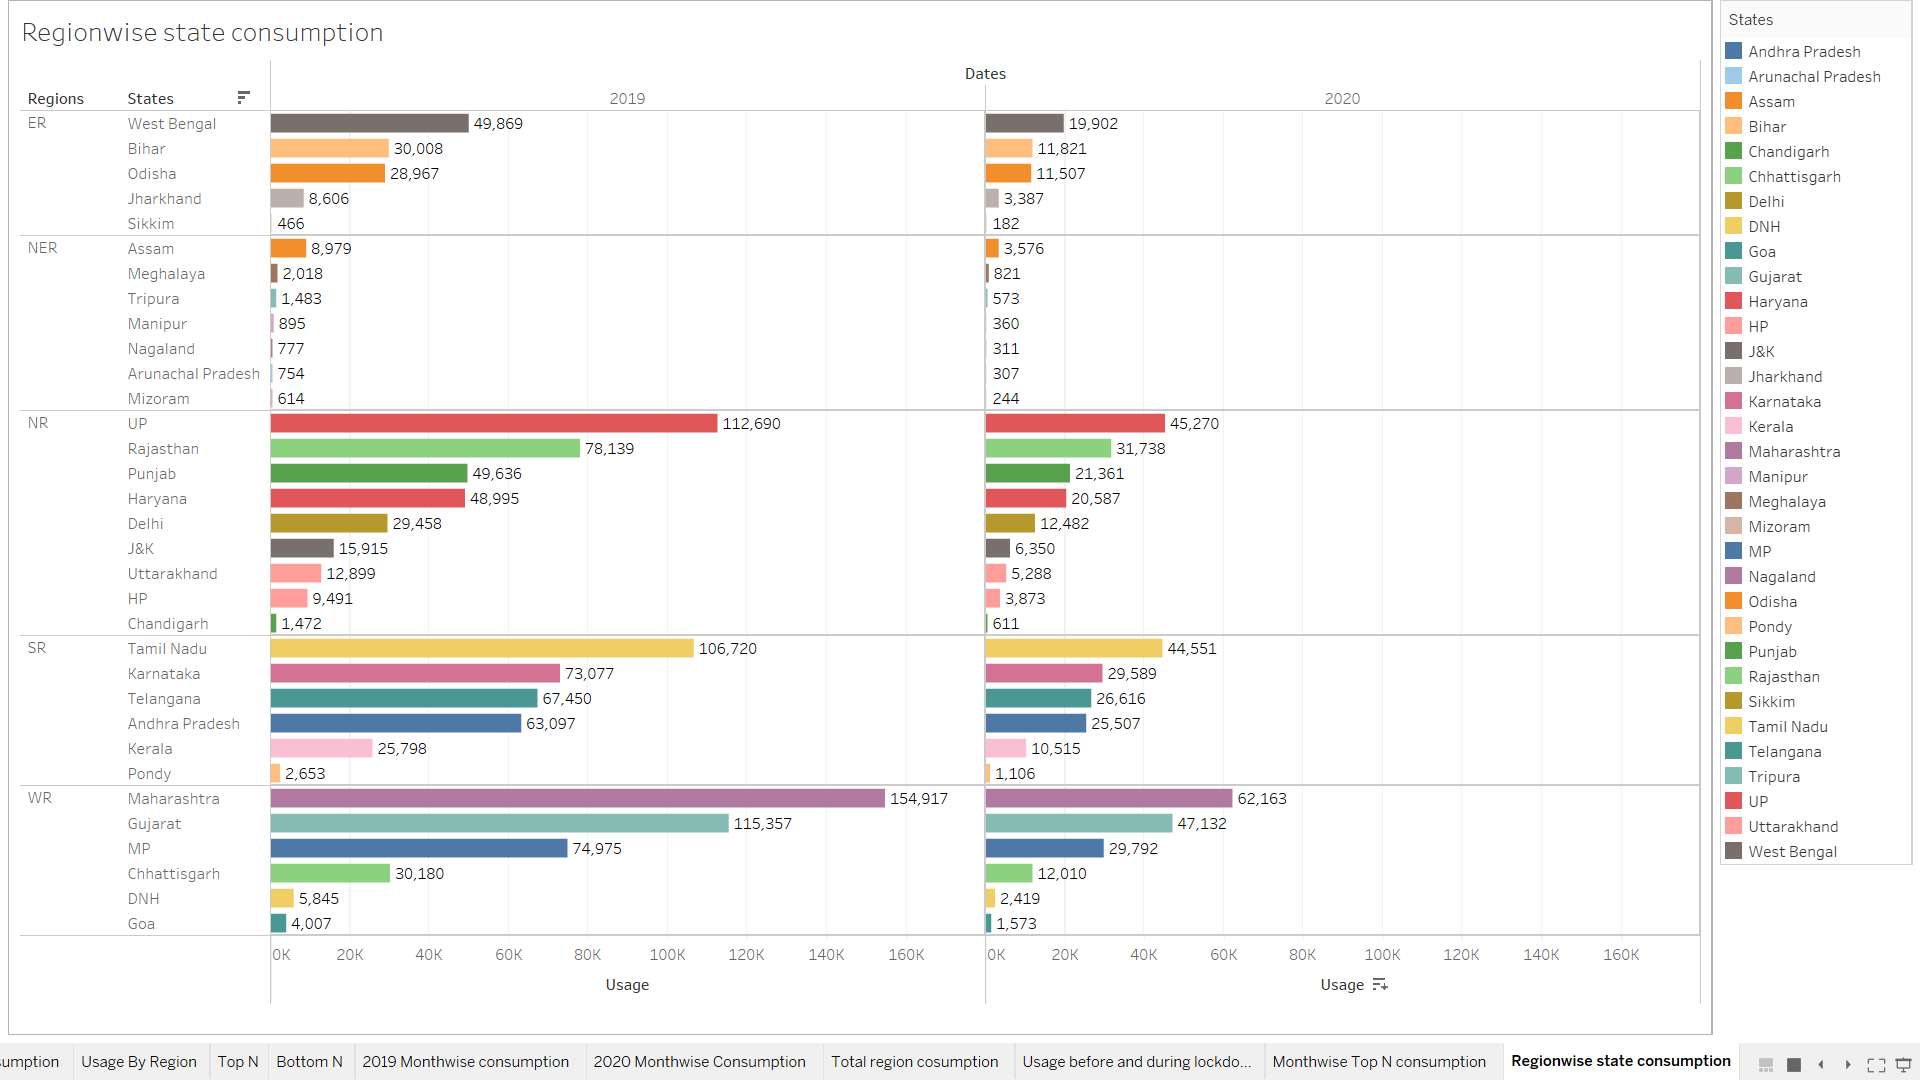 Regionwise state consumption
Dates
Regions States 2019 2020
ER West Bengal 49,869 19,902
Bihar 30,008 11,821
Odisha 28,967 11,507
Jharkhand 8,606 3,387
Sikkim 466 182
NER Assam 8,979 3,576
Meghalaya 2,018 821
Tripura 1,483 573
Manipur 895 360
Nagaland 777 311
Arunachal Pradesh 754 307
Mizoram 614 244
NR UP 112,690 45,270
Rajasthan 78,139 31,738
Punjab 49,636 21,361
Haryana 48,995 20,587
Delhi 29,458 12,482
J&K 15,915 6,350
Uttarakhand 12,899 5,288
HP 9,491 3,873
Chandigarh 1,472 611
SR Tamil Nadu 106,720 44,551
Karnataka 73,077 29,589
Telangana 67,450 26,616
Andhra Pradesh 63,097 25,507
Kerala 25,798 10,515
Pondy 2,653 1,106
WR Maharashtra 154,917 62,163
Gujarat 115,357 47,132
MP 74,975 29,792
Chhattisgarh 30,180 12,010
DNH 5,845 2,419
Goa 4,007 1,573
0K 20K 40K 60K 80K 100K 120K 140K 160K 0K 20K 40K 60K 80K 100K 120K 140K 160K
Usage Usage
States
Andhra Pradesh
Arunachal Pradesh
Assam
Bihar
Chandigarh
Chhattisgarh
Delhi
DNH
Goa
Gujarat
Haryana
HP
J&K
Jharkhand
Karnataka
Kerala
Maharashtra
Manipur
Meghalaya
Mizoram
MP
Nagaland
Odisha
Pondy
Punjab
Rajasthan
Sikkim
Tamil Nadu
Telangana
Tripura
UP
Uttarakhand
West Bengal
sumption Usage By Region Top N Bottom N 2019 Monthwise consumption 2020 Monthwise Consumption Total region cosumption Usage before and during lockdo... Monthwise Top N consumption Regionwise state consumption